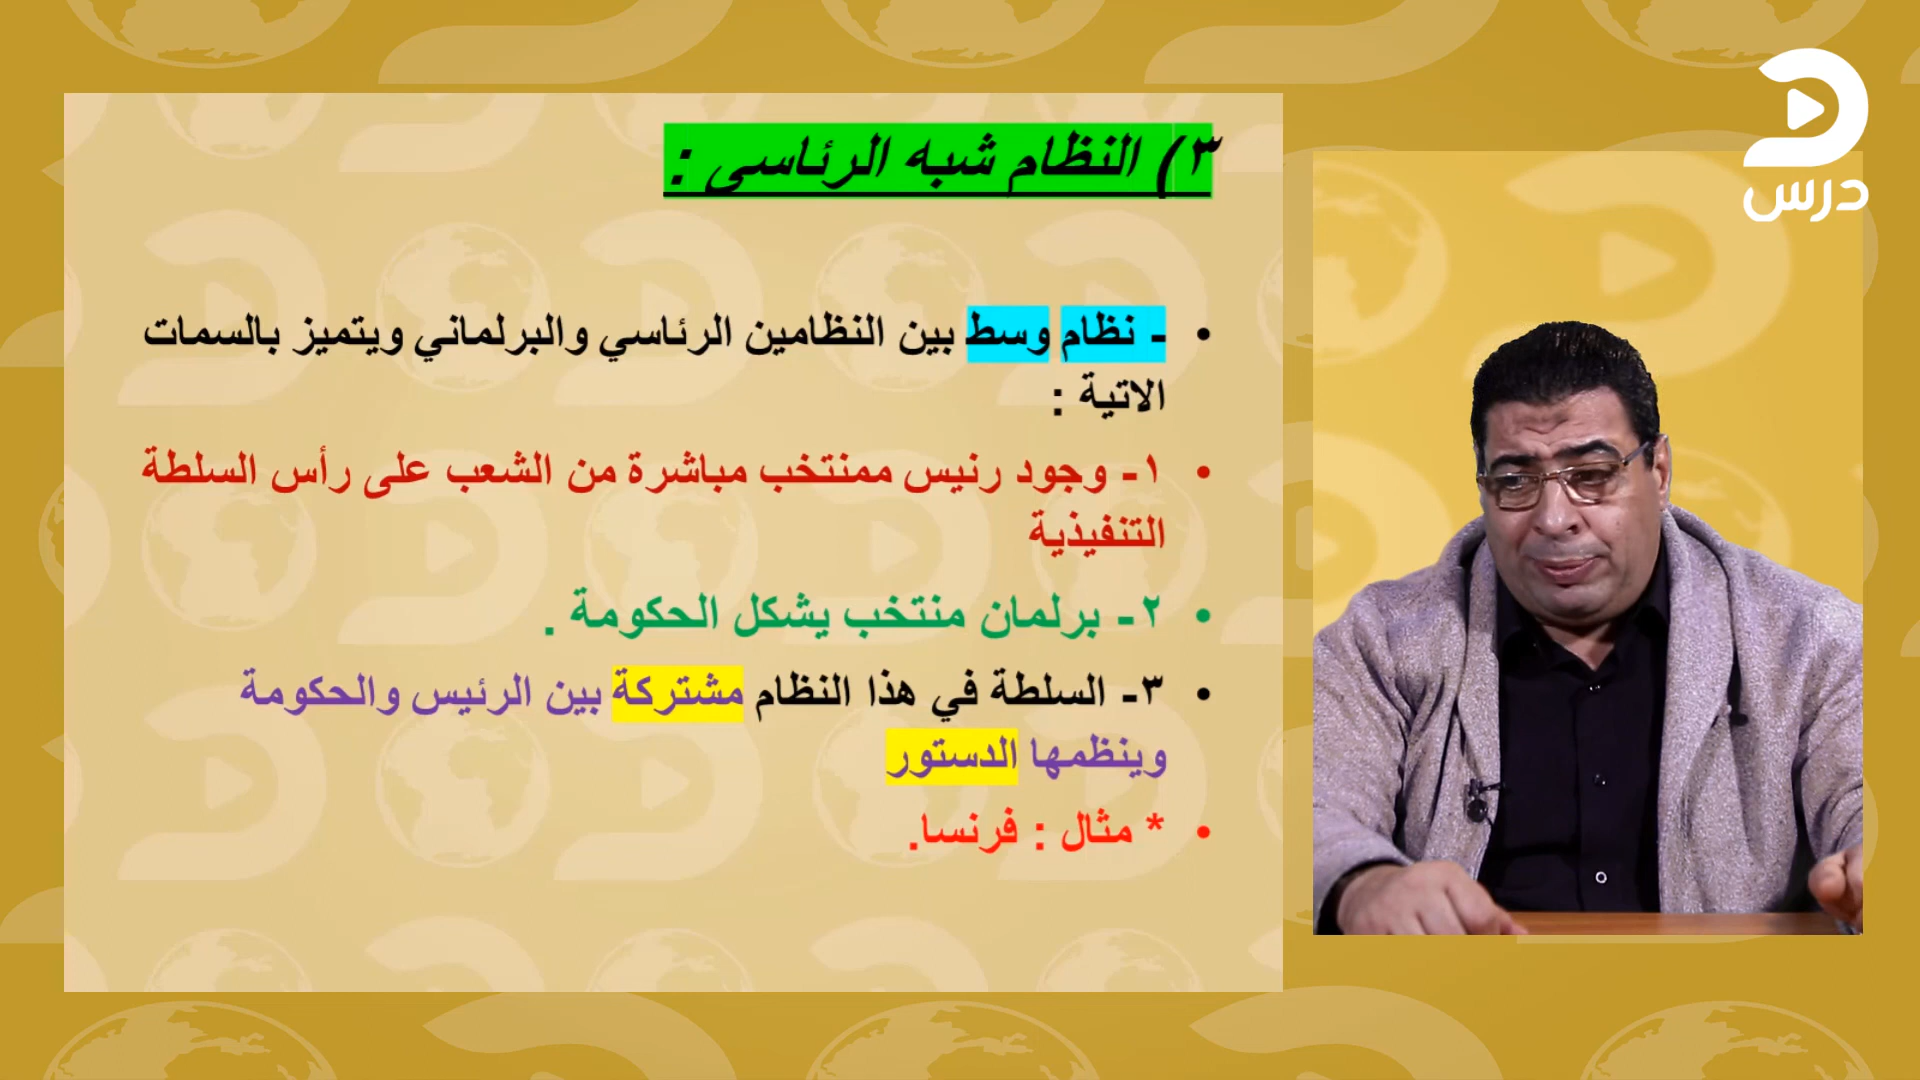 ٣) النظام شبه الرئاسى :
• - نظام وسط بين النظامين الرئاسي والبرلماني ويتميز بالسمات
الاتية :
• ١- وجود رئيس ممنتخب مباشرة من الشعب على رأس السلطة
التنفيذية
• ٢- برلمان منتخب يشكل الحكومة .
• ٣- السلطة في هذا النظام مشتركة بين الرئيس والحكومة
وينظمها الدستور
• * مثال : فرنسا.
درس